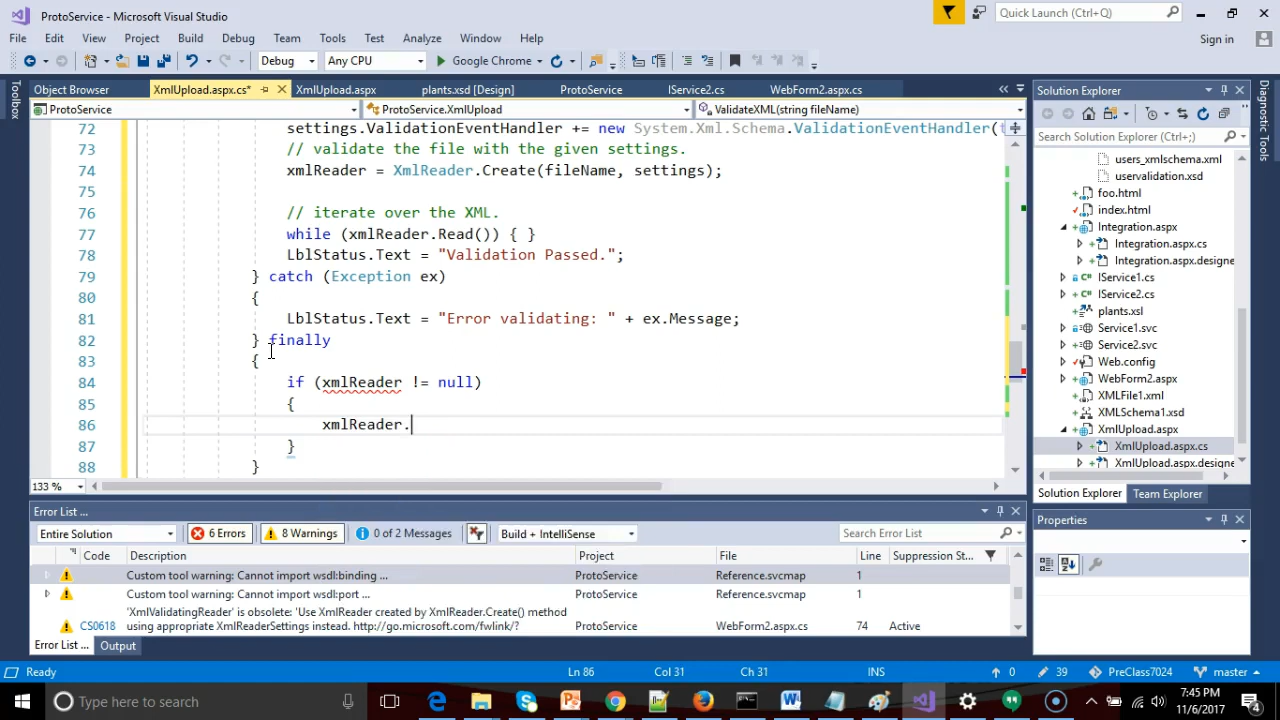 ProtoService - Microsoft Visual Studio
Quick Launch (Ctrl+Q)
File Edit View Project Build Debug Team Tools Test Analyze Window Help
Sign in
Debug Any CPU Google Chrome
Toolbox
Object Browser XmlUpload.aspx.cs* XmlUpload.aspx plants.xsd [Design] ProtoService IService2.cs WebForm2.aspx.cs
ProtoService ProtoService.XmlUpload ValidateXML(string fileName)
72 settings.ValidationEventHandler += new System.Xml.Schema.ValidationEventHandler(t
73 // validate the file with the given settings.
74 xmlReader = XmlReader.Create(fileName, settings);
75
76 // iterate over the XML.
77 while (xmlReader.Read()) { }
78 LblStatus.Text = "Validation Passed.";
79 } catch (Exception ex)
80 {
81 LblStatus.Text = "Error validating: " + ex.Message;
82 } finally
83 {
84 if (xmlReader != null)
85 {
86 xmlReader.
87 }
88 }
133 %
Solution Explorer
Search Solution Explorer (Ctrl+;)
users_xmlschema.xml
uservalidation.xsd
foo.html
index.html
Integration.aspx
Integration.aspx.cs
Integration.aspx.designe
IService1.cs
IService2.cs
plants.xsl
Service1.svc
Service2.svc
Web.config
WebForm2.aspx
XMLFile1.xml
XMLSchema1.xsd
XmlUpload.aspx
XmlUpload.aspx.cs
XmlUpload.aspx.designe
Solution Explorer Team Explorer
Diagnostic Tools
Properties
Error List ...
Entire Solution 6 Errors 8 Warnings 0 of 2 Messages Build + IntelliSense Search Error List
Code Description Project File Line Suppression St...
Custom tool warning: Cannot import wsdl:binding ... ProtoService Reference.svcmap 1
Custom tool warning: Cannot import wsdl:port ... ProtoService Reference.svcmap 1
'XmlValidatingReader' is obsolete: 'Use XmlReader created by XmlReader.Create() method
CS0618 using appropriate XmlReaderSettings instead. http://go.microsoft.com/fwlink/? ProtoService WebForm2.aspx.cs 74 Active
Error List ... Output
Ready Ln 86 Col 31 Ch 31 INS 0 39 PreClass7024 master
Type here to search
7:45 PM
11/6/2017
4